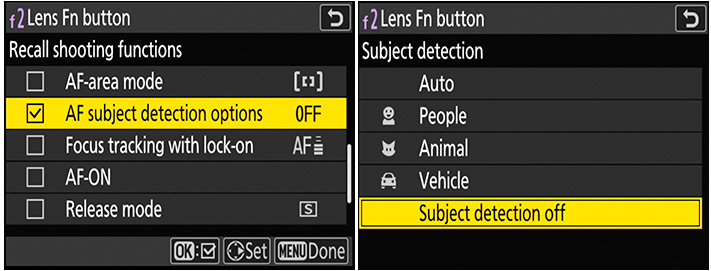 f2 Lens Fn button
Recall shooting functions
AF-area mode
AF subject detection options OFF
Focus tracking with lock-on AF
AF-ON
Release mode S
OK: Set MENU Done
f2 Lens Fn button
Subject detection
Auto
People
Animal
Vehicle
Subject detection off